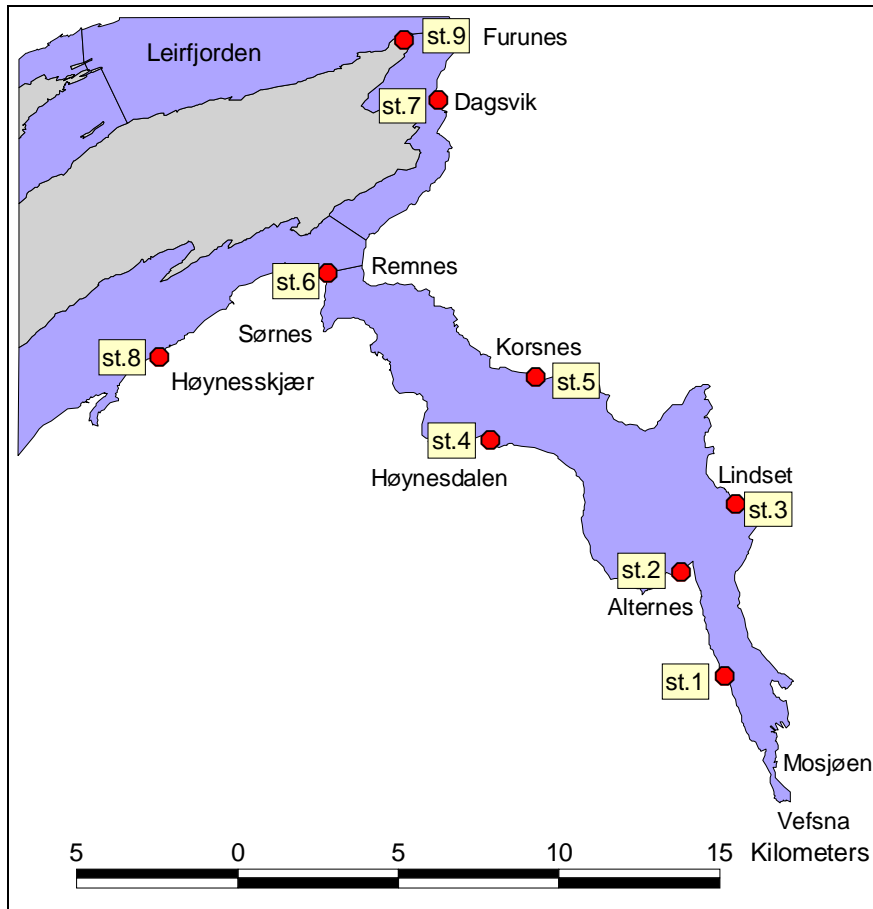 st.9
Furunes
Leirfjorden
st.7
Dagsvik
Remnes
st.6
Sørnes
Korsnes
st.8
Høynesskjær
st.5
st.4
Høynesdalen
Lindset
st.3
st.2
Alternes
st.1
Mosjøen
Vefsna
5 0 5 10 15 Kilometers